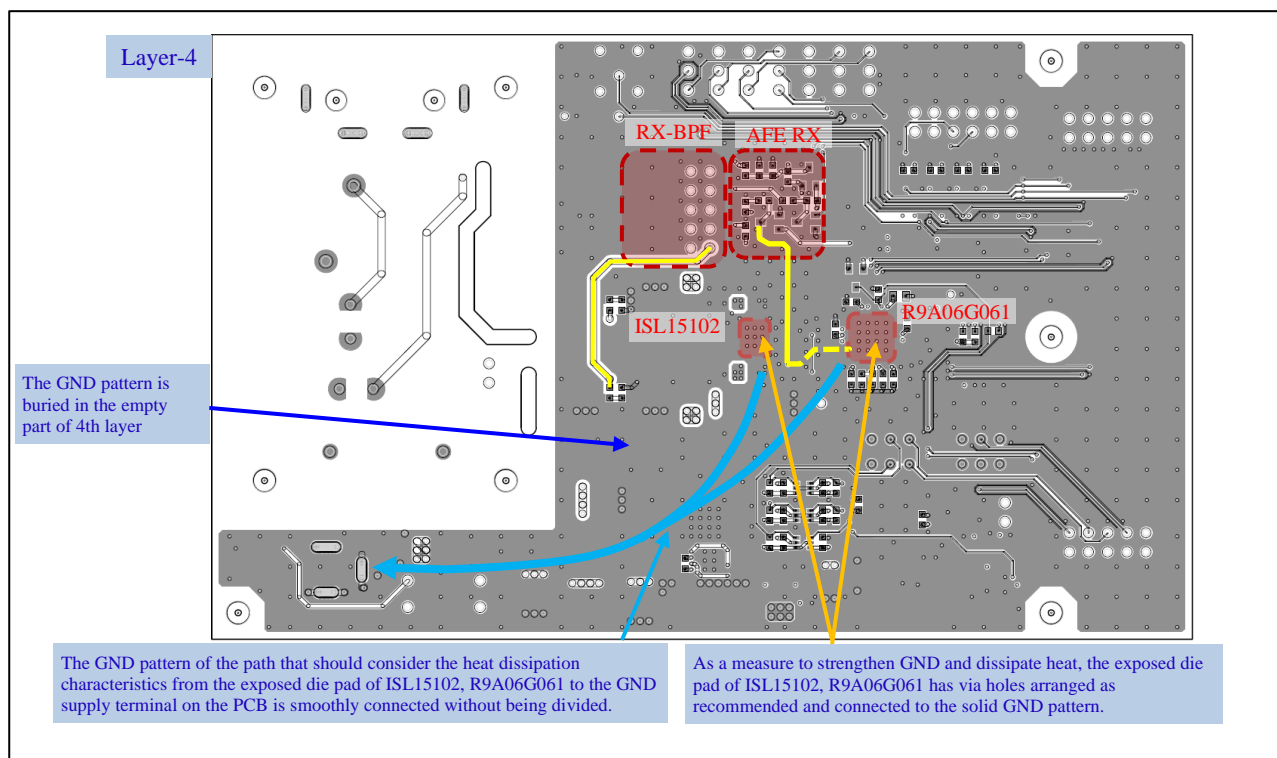 Layer-4
RX-BPF
AFE RX
ISL15102
R9A06G061
The GND pattern is
buried in the empty
part of 4th layer
The GND pattern of the path that should consider the heat dissipation
characteristics from the exposed die pad of ISL15102, R9A06G061 to the GND
supply terminal on the PCB is smoothly connected without being divided.
As a measure to strengthen GND and dissipate heat, the exposed die
pad of ISL15102, R9A06G061 has via holes arranged as
recommended and connected to the solid GND pattern.